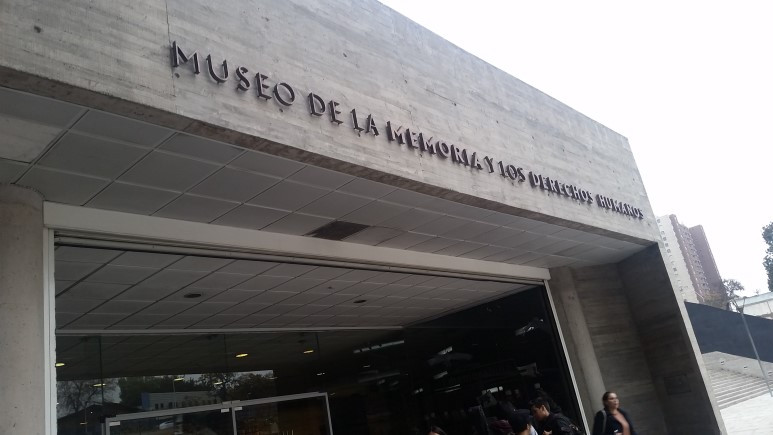 MUSEO DE LA MEMORIA Y LOS DERECHOS HUMANOS